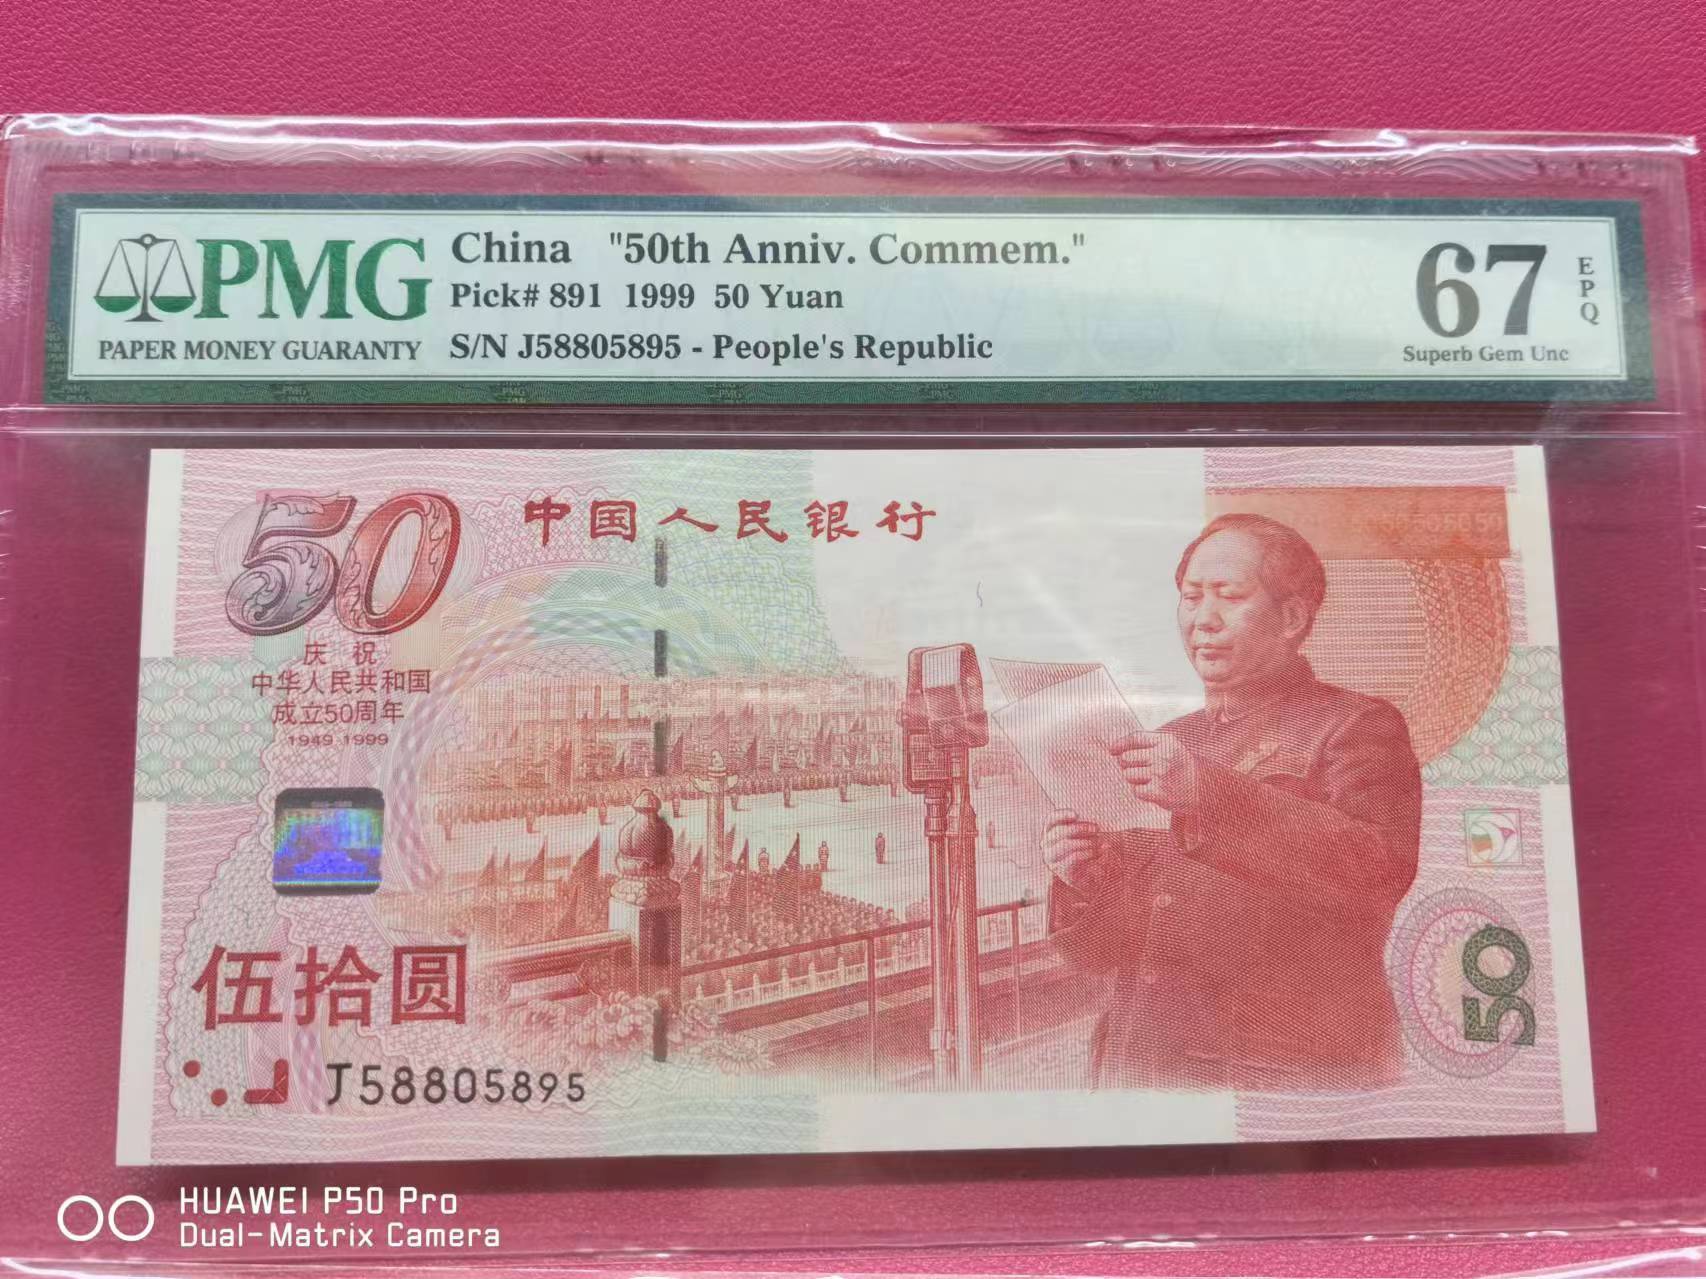 PMG
PAPER MONEY GUARANTY
China "50th Anniv. Commem."
Pick# 891 1999 50 Yuan
S/N J58805895 - People's Republic
67
EPQ
Superb Gem Unc
50
中国人民银行
庆祝
中华人民共和国
成立50周年
1949-1999
伍拾圆
J58805895
50
HUAWEI P50 Pro
Dual-Matrix Camera